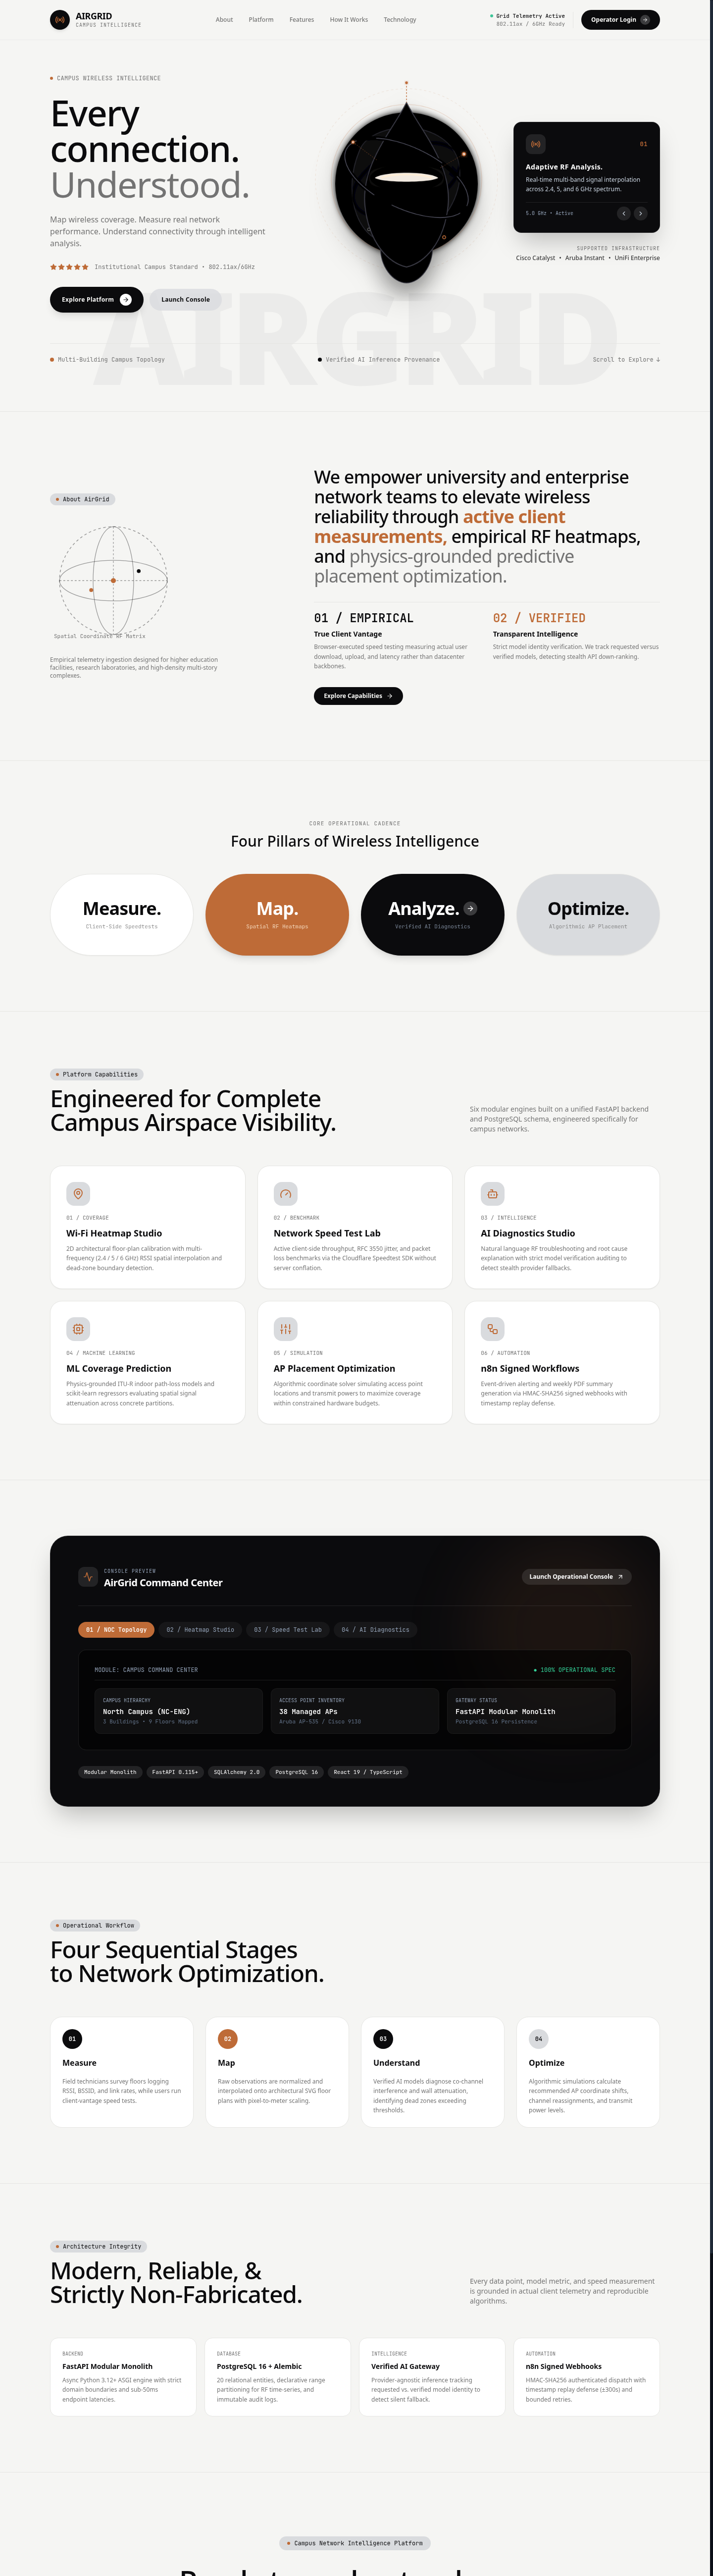 AIRGRID
CAMPUS INTELLIGENCE
About
Platform
Features
How It Works
Technology
Grid Telemetry Active
802.11ax / 6GHz Ready
Operator Login
CAMPUS WIRELESS INTELLIGENCE
Every
connection.
Understood.
Map wireless coverage. Measure real network
performance. Understand connectivity through intelligent
analysis.
Institutional Campus Standard • 802.11ax/6GHz
Explore Platform
Launch Console
01
Adaptive RF Analysis.
Real-time multi-band signal interpolation
across 2.4, 5, and 6 GHz spectrum.
5.0 GHz • Active
SUPPORTED INFRASTRUCTURE
Cisco Catalyst • Aruba Instant • UniFi Enterprise
AIRGRID
Multi-Building Campus Topology
Verified AI Inference Provenance
Scroll to Explore ↓
About AirGrid
Spatial Coordinate RF Matrix
Empirical telemetry ingestion designed for higher education
facilities, research laboratories, and high-density multi-story
complexes.
We empower university and enterprise
network teams to elevate wireless
reliability through active client
measurements, empirical RF heatmaps,
and physics-grounded predictive
placement optimization.
01 / EMPIRICAL
True Client Vantage
Browser-executed speed testing measuring actual user
download, upload, and latency rather than datacenter
backbones.
02 / VERIFIED
Transparent Intelligence
Strict model identity verification. We track requested versus
verified models, detecting stealth API down-ranking.
Explore Capabilities
CORE OPERATIONAL CADENCE
Four Pillars of Wireless Intelligence
Measure.
Client-Side Speedtests
Map.
Spatial RF Heatmaps
Analyze.
Verified AI Diagnostics
Optimize.
Algorithmic AP Placement
Platform Capabilities
Engineered for Complete
Campus Airspace Visibility.
Six modular engines built on a unified FastAPI backend
and PostgreSQL schema, engineered specifically for
campus networks.
01 / COVERAGE
Wi-Fi Heatmap Studio
2D architectural floor-plan calibration with multi-
frequency (2.4 / 5 / 6 GHz) RSSI spatial interpolation and
dead-zone boundary detection.
02 / BENCHMARK
Network Speed Test Lab
Active client-side throughput, RFC 3550 jitter, and packet
loss benchmarks via the Cloudflare Speedtest SDK without
server conflation.
03 / INTELLIGENCE
AI Diagnostics Studio
Natural language RF troubleshooting and root cause
explanation with strict model verification auditing to
detect stealth provider fallbacks.
04 / MACHINE LEARNING
ML Coverage Prediction
Physics-grounded ITU-R indoor path-loss models and
scikit-learn regressors evaluating spatial signal
attenuation across concrete partitions.
05 / SIMULATION
AP Placement Optimization
Algorithmic coordinate solver simulating access point
locations and transmit powers to maximize coverage
within constrained hardware budgets.
06 / AUTOMATION
n8n Signed Workflows
Event-driven alerting and weekly PDF summary
generation via HMAC-SHA256 signed webhooks with
timestamp replay defense.
CONSOLE PREVIEW
AirGrid Command Center
Launch Operational Console
01 / NOC Topology
02 / Heatmap Studio
03 / Speed Test Lab
04 / AI Diagnostics
MODULE: CAMPUS COMMAND CENTER
● 100% OPERATIONAL SPEC
CAMPUS HIERARCHY
North Campus (NC-ENG)
3 Buildings • 9 Floors Mapped
ACCESS POINT INVENTORY
38 Managed APs
Aruba AP-535 / Cisco 9130
GATEWAY STATUS
FastAPI Modular Monolith
PostgreSQL 16 Persistence
Modular Monolith
FastAPI 0.115+
SQLAlchemy 2.0
PostgreSQL 16
React 19 / TypeScript
Operational Workflow
Four Sequential Stages
to Network Optimization.
01
Measure
Field technicians survey floors logging
RSSI, BSSID, and link rates, while users run
client-vantage speed tests.
02
Map
Raw observations are normalized and
interpolated onto architectural SVG floor
plans with pixel-to-meter scaling.
03
Understand
Verified AI models diagnose co-channel
interference and wall attenuation,
identifying dead zones exceeding
thresholds.
04
Optimize
Algorithmic simulations calculate
recommended AP coordinate shifts,
channel reassignments, and transmit
power levels.
Architecture Integrity
Modern, Reliable, &
Strictly Non-Fabricated.
Every data point, model metric, and speed measurement
is grounded in actual client telemetry and reproducible
algorithms.
BACKEND
FastAPI Modular Monolith
Async Python 3.12+ ASGI engine with strict
domain boundaries and sub-50ms
endpoint latencies.
DATABASE
PostgreSQL 16 + Alembic
20 relational entities, declarative range
partitioning for RF time-series, and
immutable audit logs.
INTELLIGENCE
Verified AI Gateway
Provider-agnostic inference tracking
requested vs. verified model identity to
detect silent fallback.
AUTOMATION
n8n Signed Webhooks
HMAC-SHA256 authenticated dispatch with
timestamp replay defense (±300s) and
bounded retries.
Campus Network Intelligence Platform